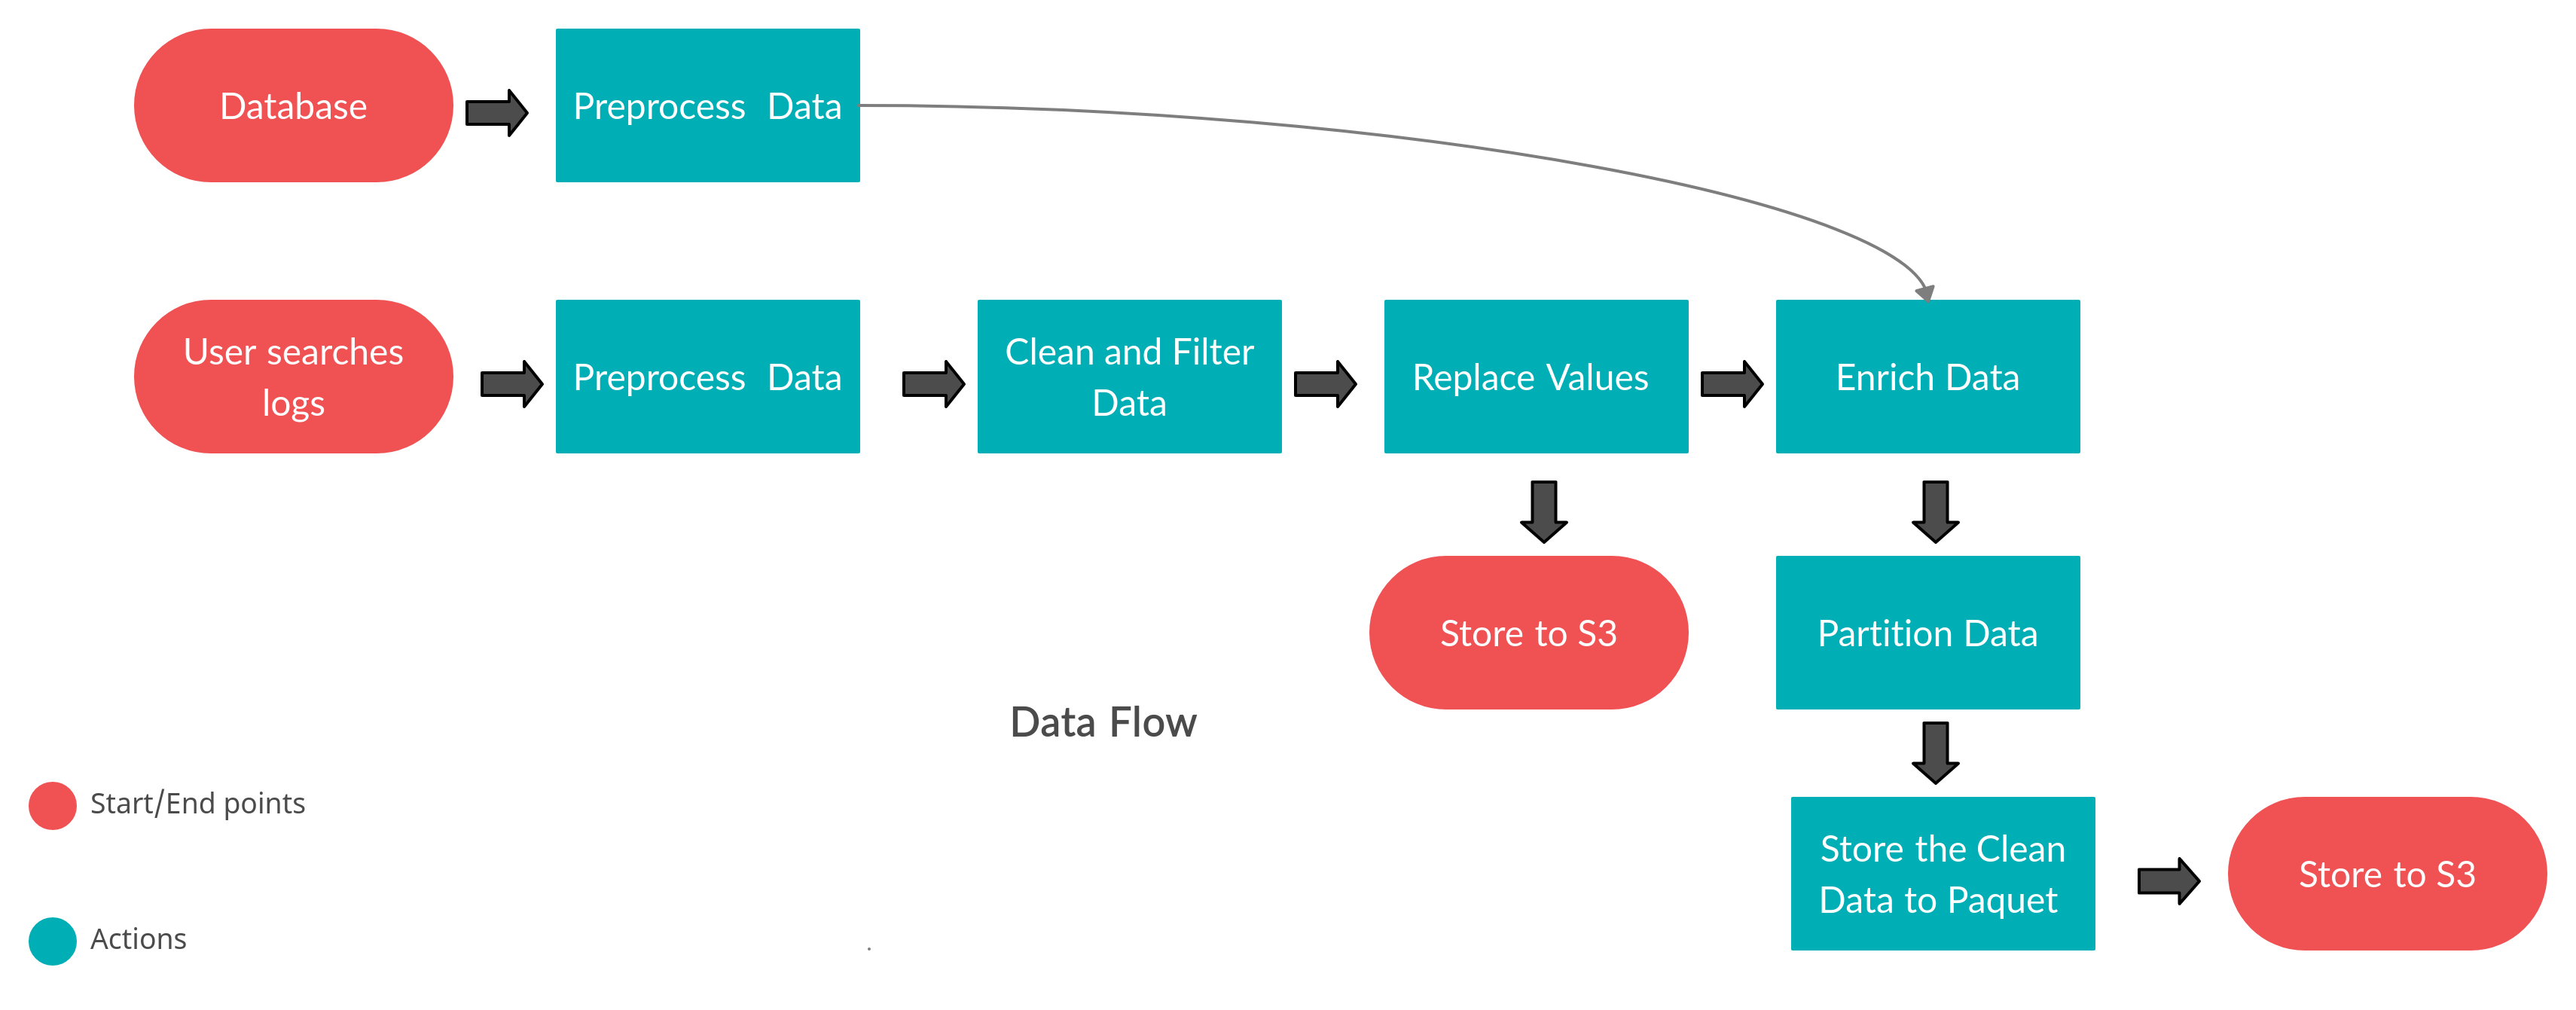 Database
Preprocess  Data
User searches
logs
Preprocess  Data
Clean and Filter
Data
Replace Values
Enrich Data
Store to S3
Partition Data
Data Flow
Start/End points
Store the Clean
Data to Paquet
Store to S3
Actions
.